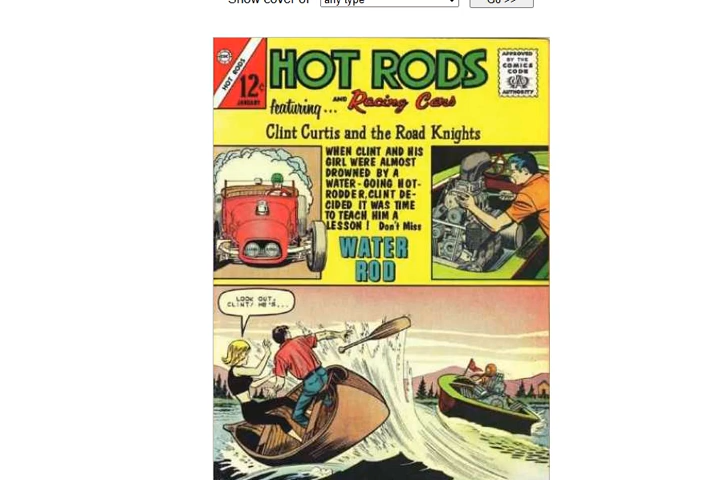 Show cover of any type Go >>
HOT RODS
12¢
JANUARY
HOT RODS
AND Racing Cars
featuring...
APPROVED
BY THE
COMICS
CODE
AUTHORITY
Clint Curtis and the Road Knights
WHEN CLINT AND HIS
GIRL WERE ALMOST
DROWNED BY A
WATER-GOING HOT-
RODDER, CLINT DE-
CIDED IT WAS TIME
TO TEACH HIM A
LESSON! Don't Miss
WATER
ROD
LOOK OUT,
CLINT! HE'S...